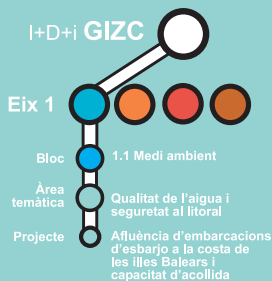 I+D+i GIZC
Eix 1
Bloc 1.1 Medi ambient
Àrea temàtica Qualitat de l'aigua i
seguretat al litoral
Projecte Afluència d'embarcacions
d'esbarjo a la costa de
les illes Balears i
capacitat d'acollida